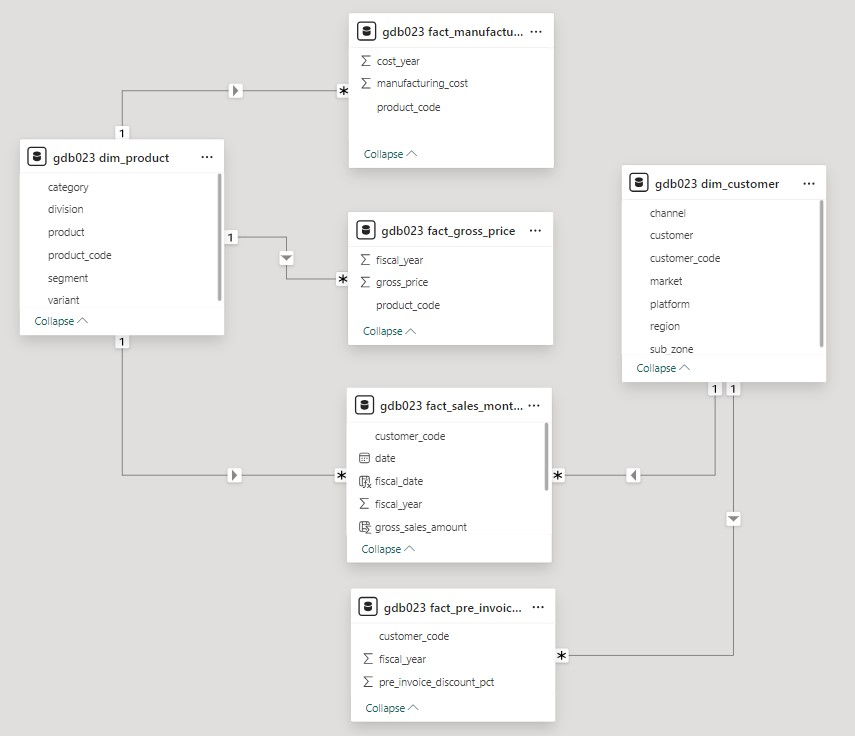 gdb023 fact_manufactu... ...
cost_year
manufacturing_cost
product_code
Collapse
1
*
gdb023 dim_product ...
category
division
product
product_code
segment
variant
Collapse
1
1
*
gdb023 fact_gross_price ...
fiscal_year
gross_price
product_code
Collapse
gdb023 dim_customer ...
channel
customer
customer_code
market
platform
region
sub_zone
Collapse
1 1
gdb023 fact_sales_mont... ...
customer_code
date
fiscal_date
fiscal_year
gross_sales_amount
Collapse
* *
gdb023 fact_pre_invoic... ...
customer_code
fiscal_year
pre_invoice_discount_pct
Collapse
*